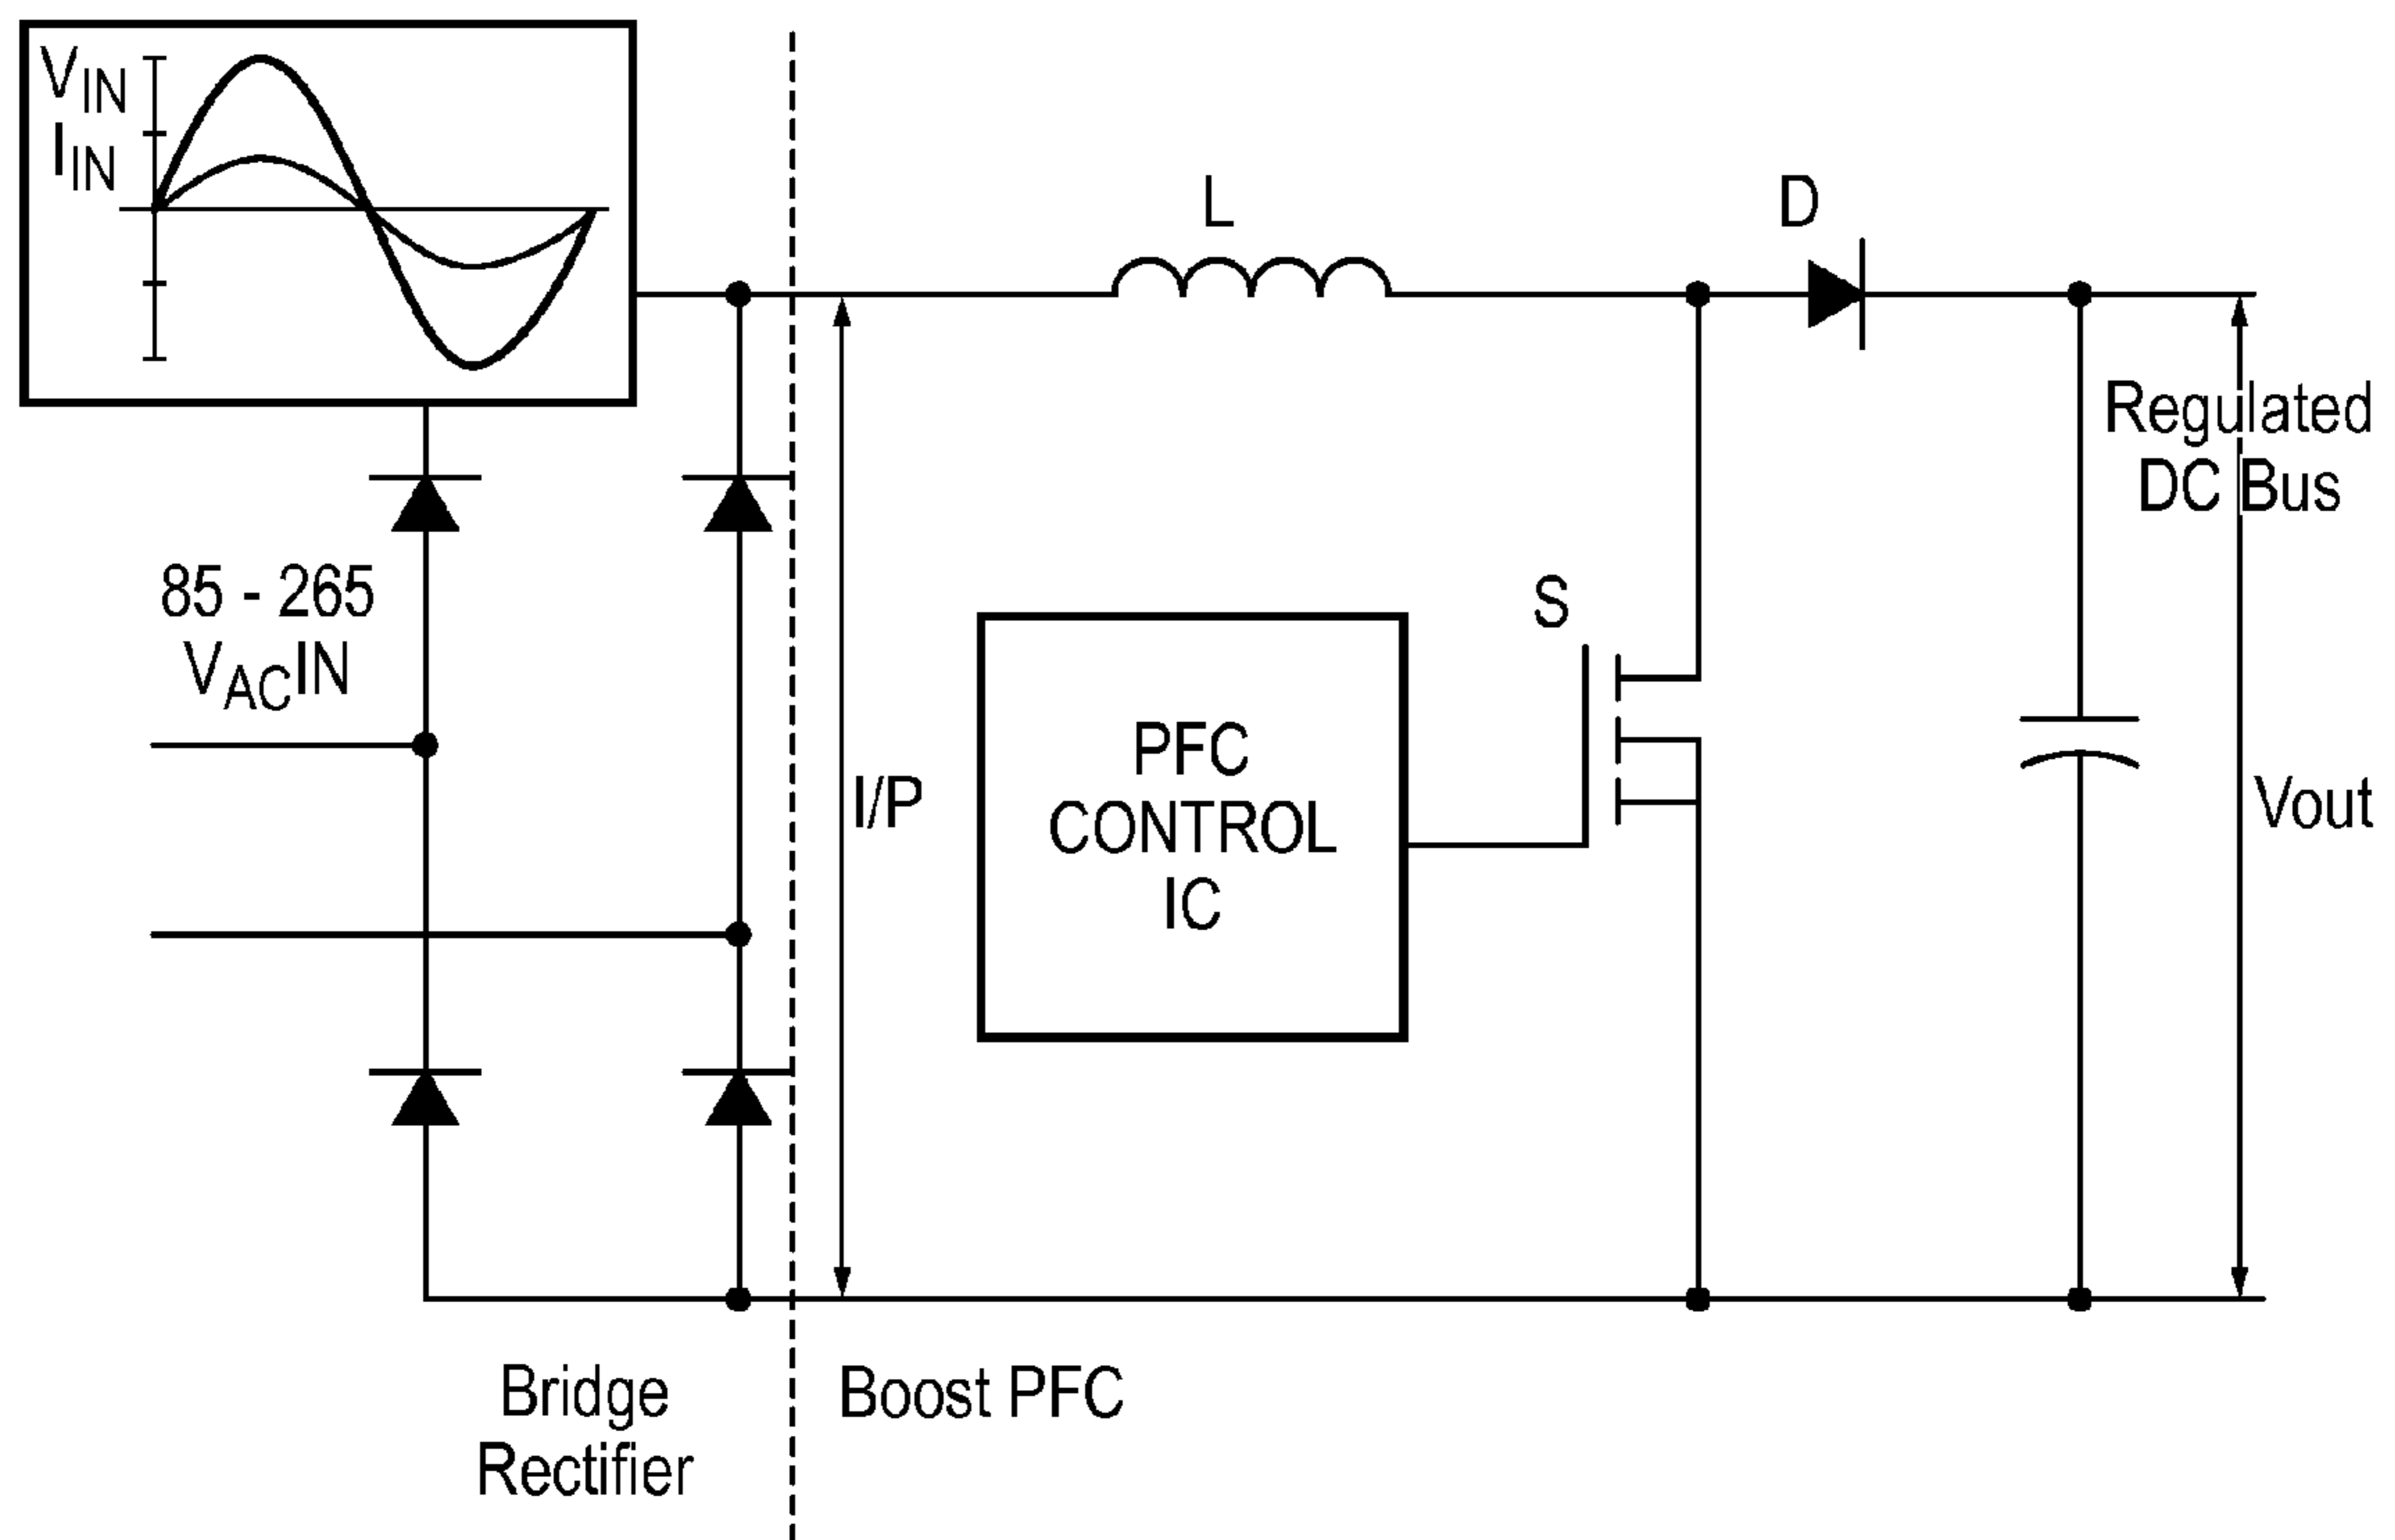 VIN
IIN
L
D
Regulated
DC Bus
85 - 265
VACIN
S
PFC
CONTROL
IC
I/P
Vout
Bridge
Rectifier
Boost PFC